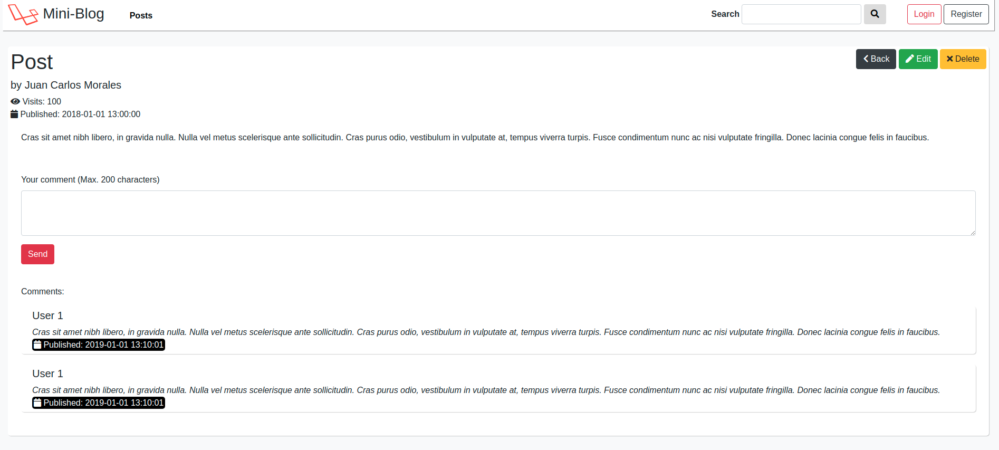 Mini-Blog Posts Search Login Register
Post Back Edit Delete
by Juan Carlos Morales
Visits: 100
Published: 2018-01-01 13:00:00
Cras sit amet nibh libero, in gravida nulla. Nulla vel metus scelerisque ante sollicitudin. Cras purus odio, vestibulum in vulputate at, tempus viverra turpis. Fusce condimentum nunc ac nisi vulputate fringilla. Donec lacinia congue felis in faucibus.
Your comment (Max. 200 characters)
Send
Comments:
User 1
Cras sit amet nibh libero, in gravida nulla. Nulla vel metus scelerisque ante sollicitudin. Cras purus odio, vestibulum in vulputate at, tempus viverra turpis. Fusce condimentum nunc ac nisi vulputate fringilla. Donec lacinia congue felis in faucibus.
Published: 2019-01-01 13:10:01
User 1
Cras sit amet nibh libero, in gravida nulla. Nulla vel metus scelerisque ante sollicitudin. Cras purus odio, vestibulum in vulputate at, tempus viverra turpis. Fusce condimentum nunc ac nisi vulputate fringilla. Donec lacinia congue felis in faucibus.
Published: 2019-01-01 13:10:01